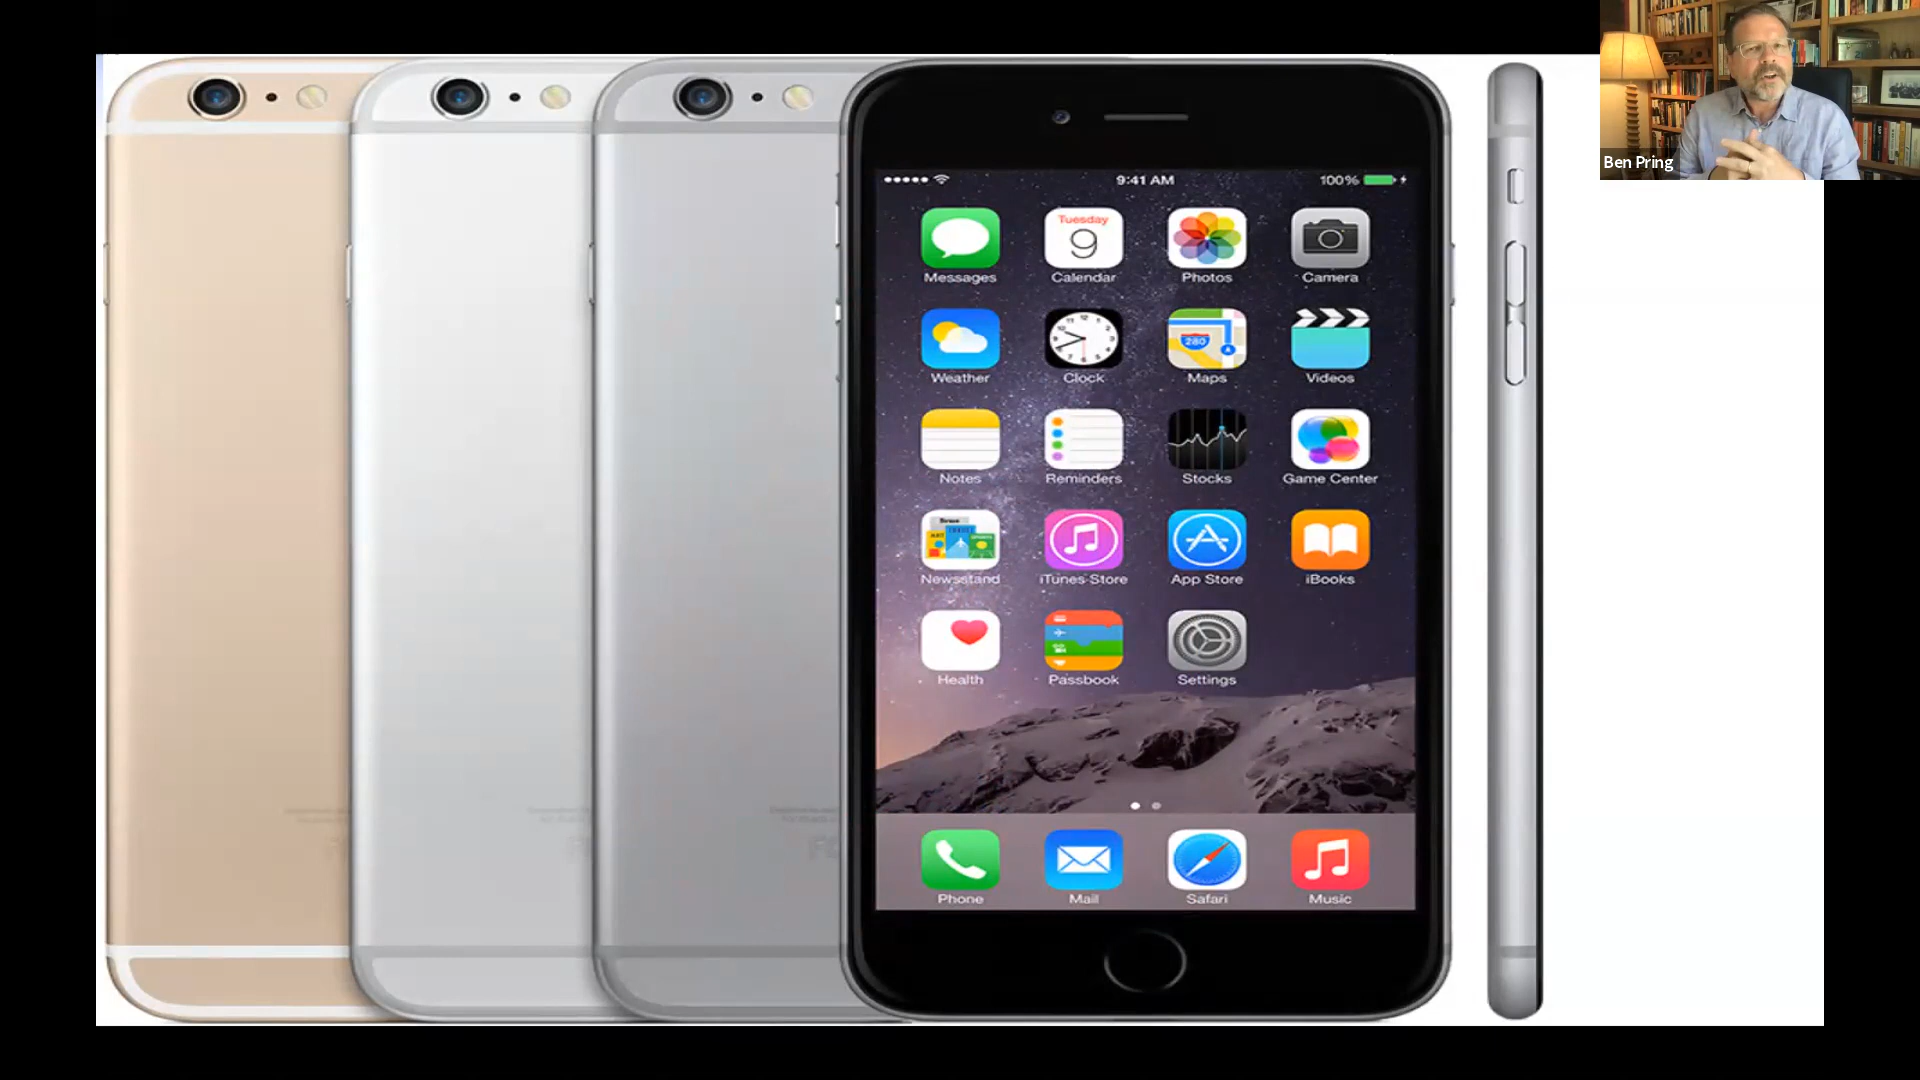 Ben Pring
9:41 AM 100%
Tuesday
9
Messages Calendar Photos Camera
280
Weather Clock Maps Videos
Notes Reminders Stocks Game Center
Newsstand iTunes Store App Store iBooks
Health Passbook Settings
Phone Mail Safari Music